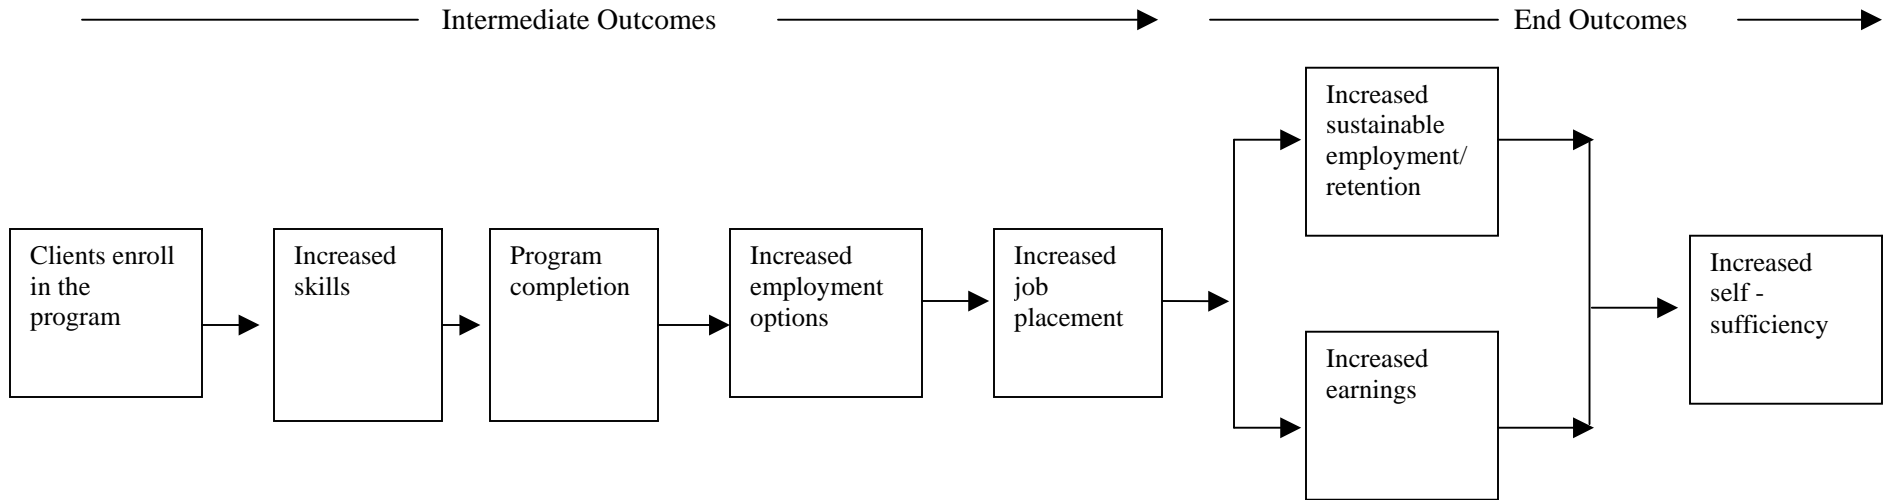 Intermediate Outcomes
End Outcomes
Clients enroll
in the
program
Increased
skills
Program
completion
Increased
employment
options
Increased
job
placement
Increased
sustainable
employment/
retention
Increased
earnings
Increased
self -
sufficiency